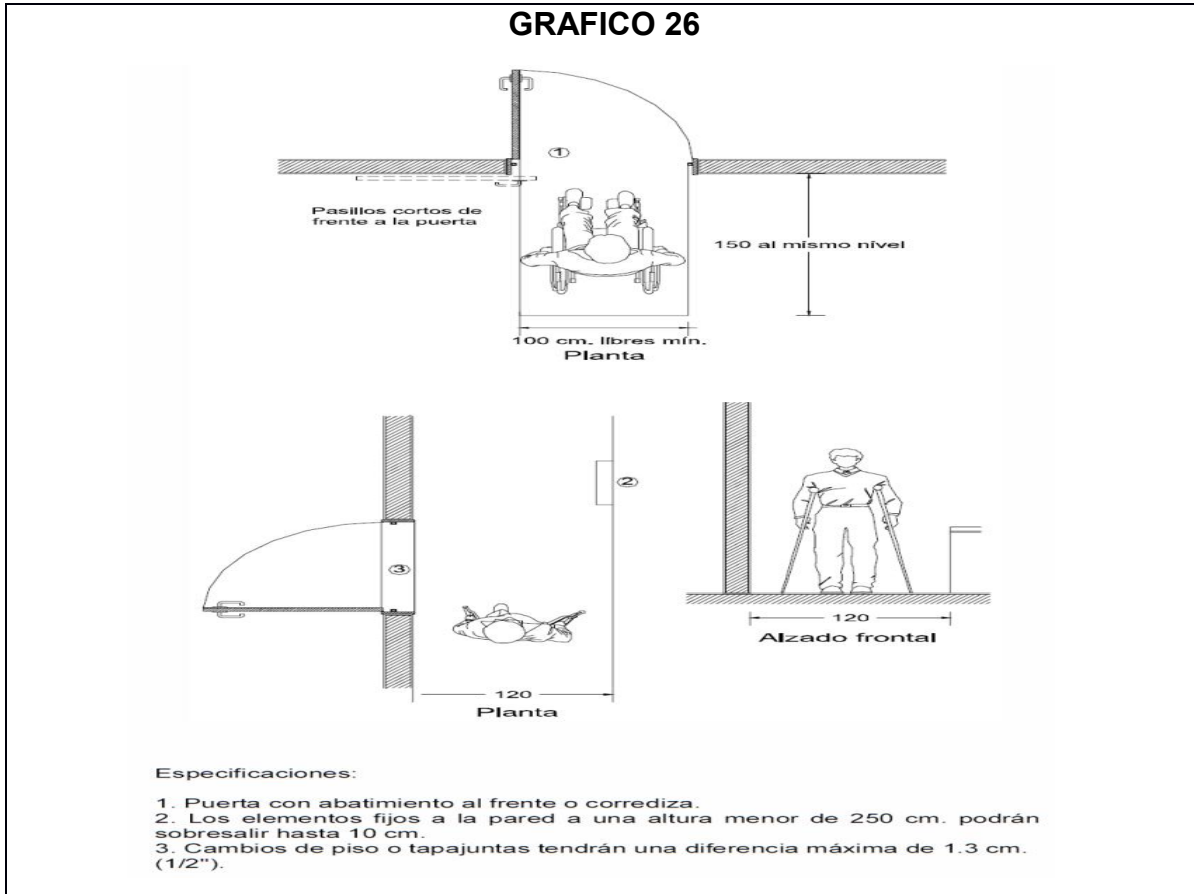 GRAFICO 26
1
Pasillos cortos de
frente a la puerta
150 al mismo nivel
100 cm. libres mín.
Planta
2
3
120
Planta
120
Alzado frontal
Especificaciones:
1. Puerta con abatimiento al frente o corrediza.
2. Los elementos fijos a la pared a una altura menor de 250 cm. podrán
sobresalir hasta 10 cm.
3. Cambios de piso o tapajuntas tendrán una diferencia máxima de 1.3 cm.
(1/2").